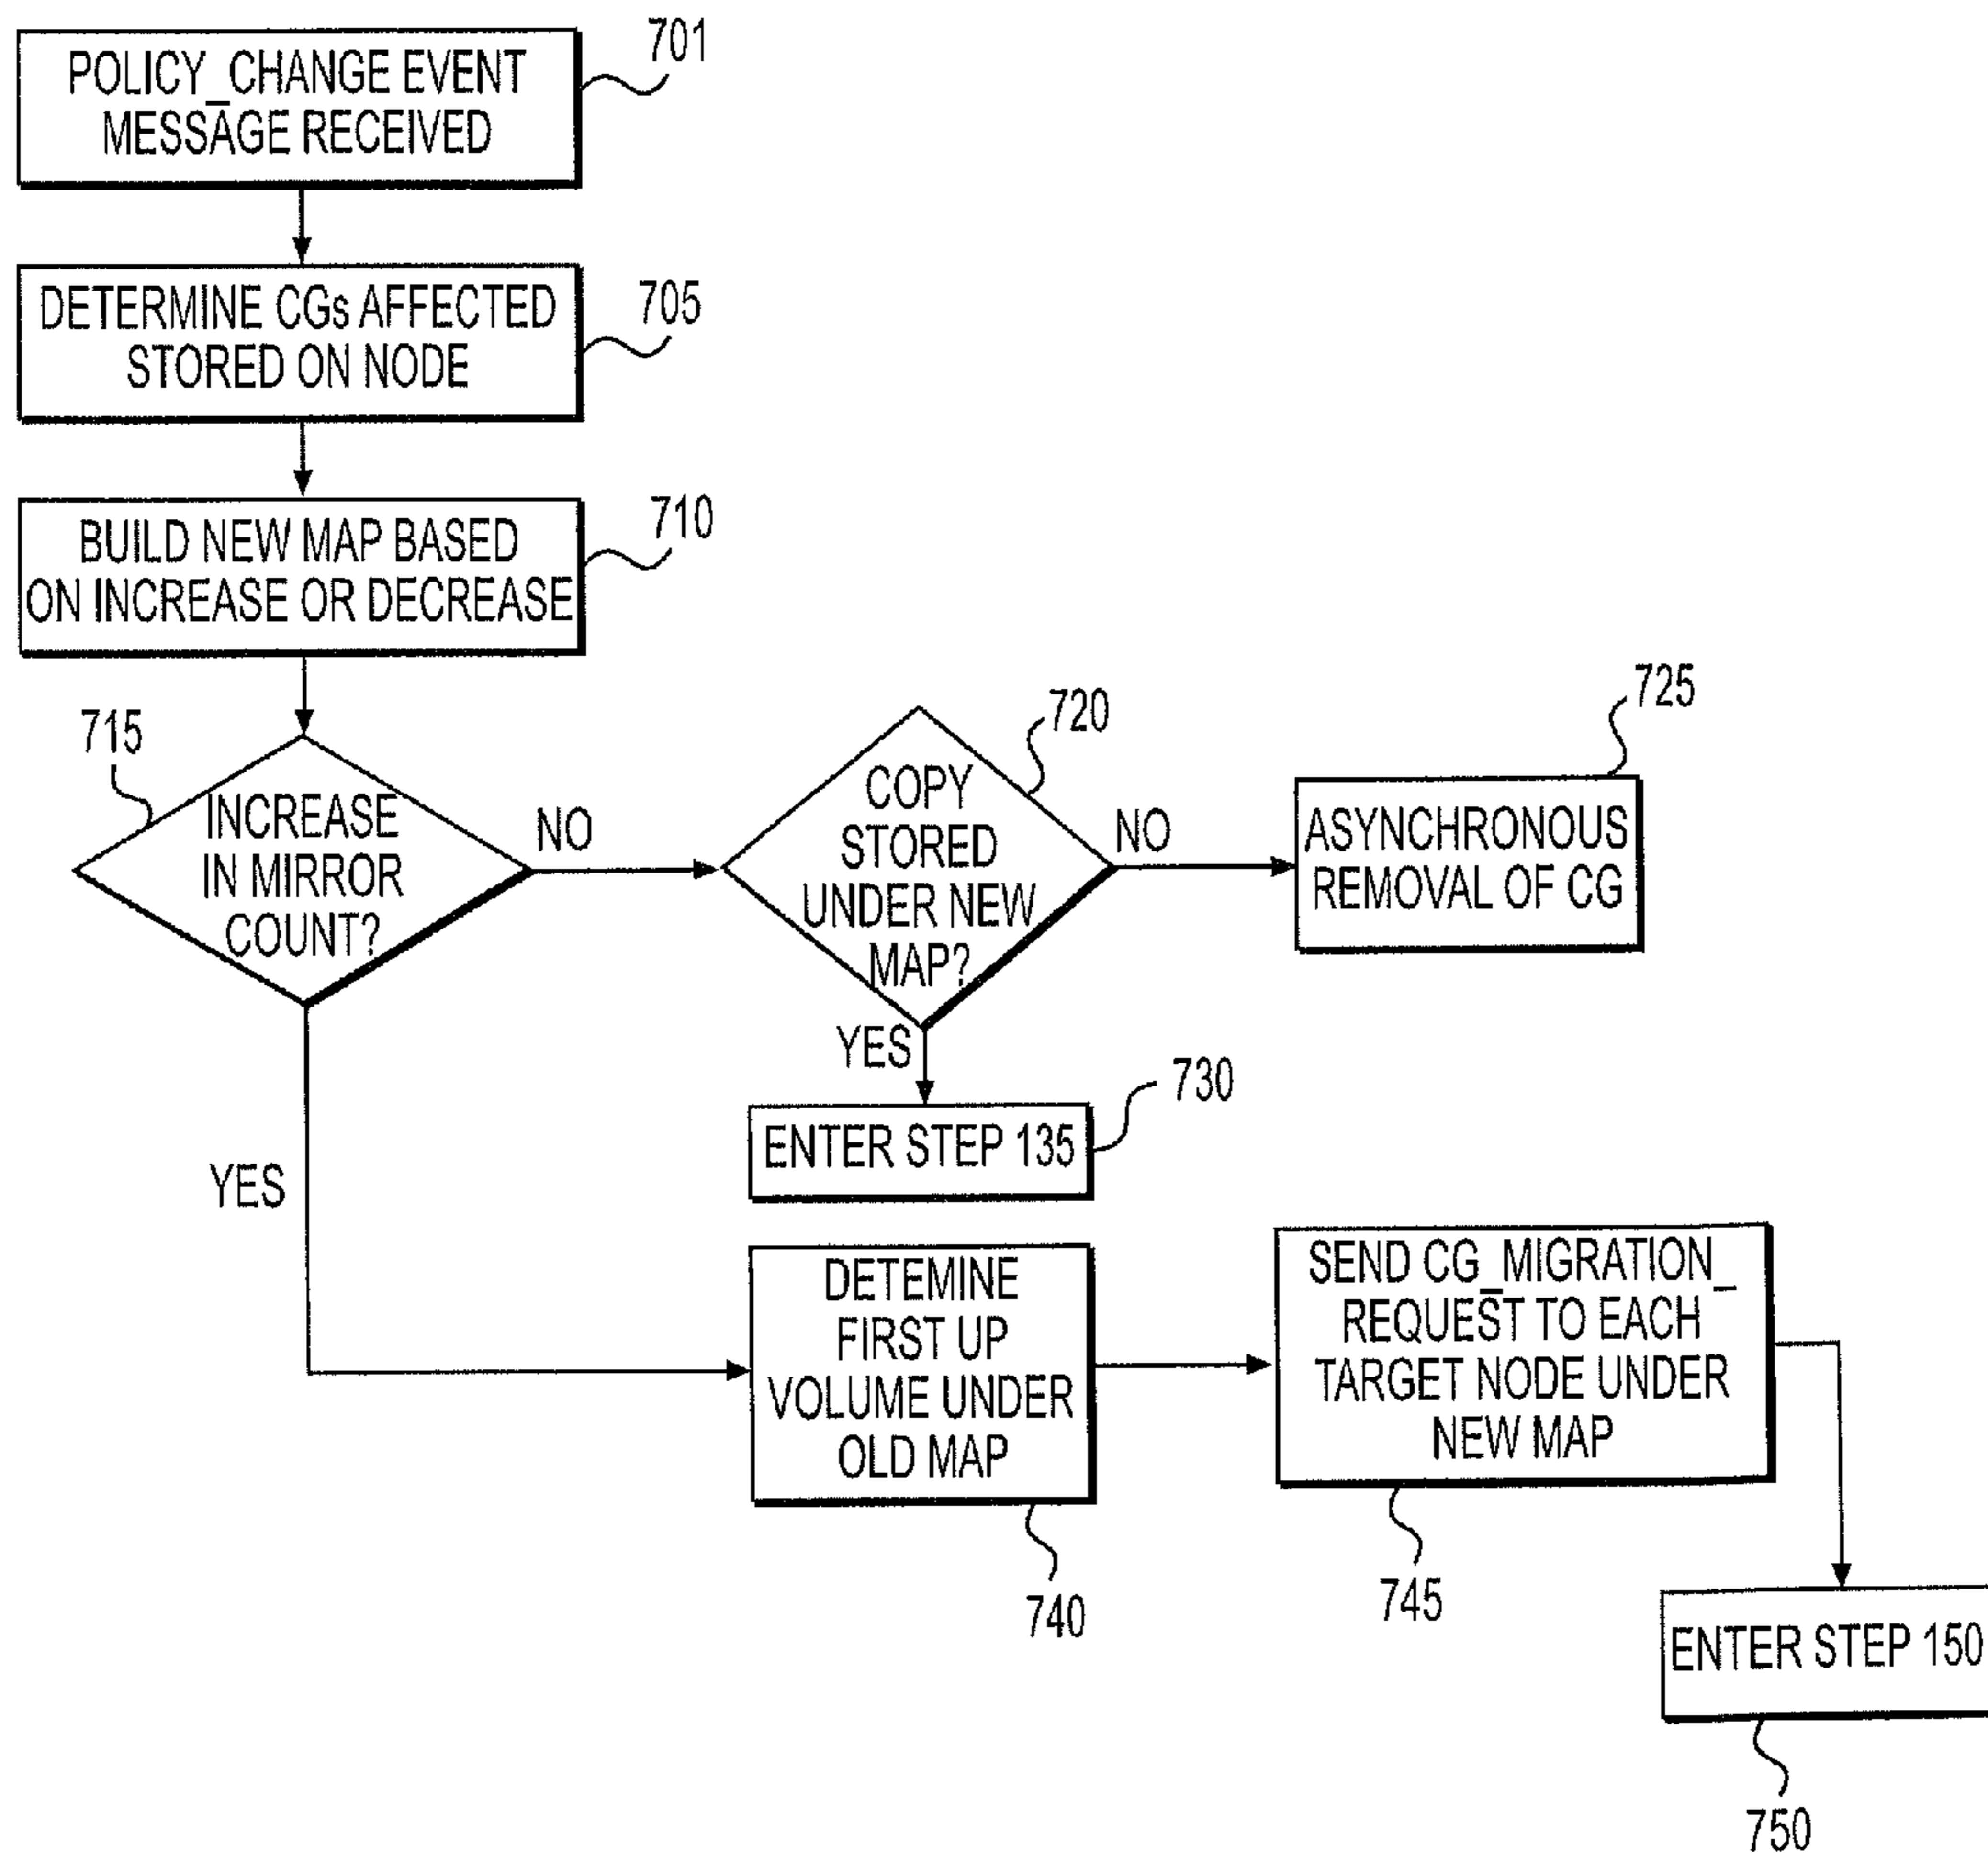 701
POLICY_CHANGE EVENT
MESSAGE RECEIVED
705
DETERMINE CGs AFFECTED
STORED ON NODE
710
BUILD NEW MAP BASED
ON INCREASE OR DECREASE
715
INCREASE
IN MIRROR
COUNT?
NO
YES
720
COPY
STORED
UNDER NEW
MAP?
NO
YES
725
ASYNCHRONOUS
REMOVAL OF CG
730
ENTER STEP 135
DETEMINE
FIRST UP
VOLUME UNDER
OLD MAP
740
SEND CG_MIGRATION_
REQUEST TO EACH
TARGET NODE UNDER
NEW MAP
745
ENTER STEP 150
750